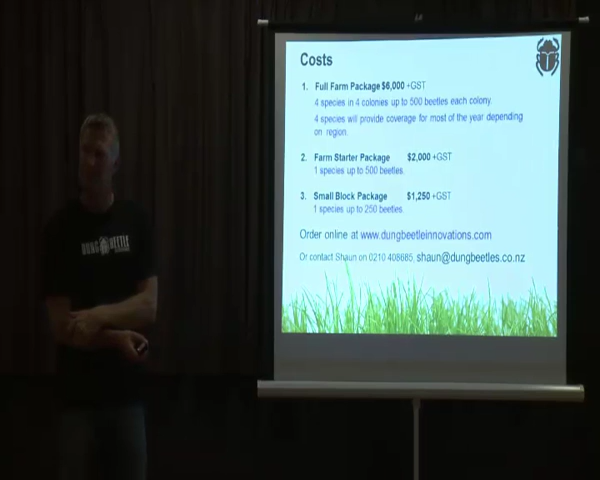 Costs
1. Full Farm Package $6,000 +GST
4 species in 4 colonies up to 500 beetles each colony.
4 species will provide coverage for most of the year depending
on region.
2. Farm Starter Package $2,000 +GST
1 species up to 500 beetles
3. Small Block Package $1,250 +GST
1 species up to 250 beetles
Order online at www.dungbeetleinnovations.com
Or contact Shaun on 0210 408685, shaun@dungbeetles.co.nz
DUNG BEETLE